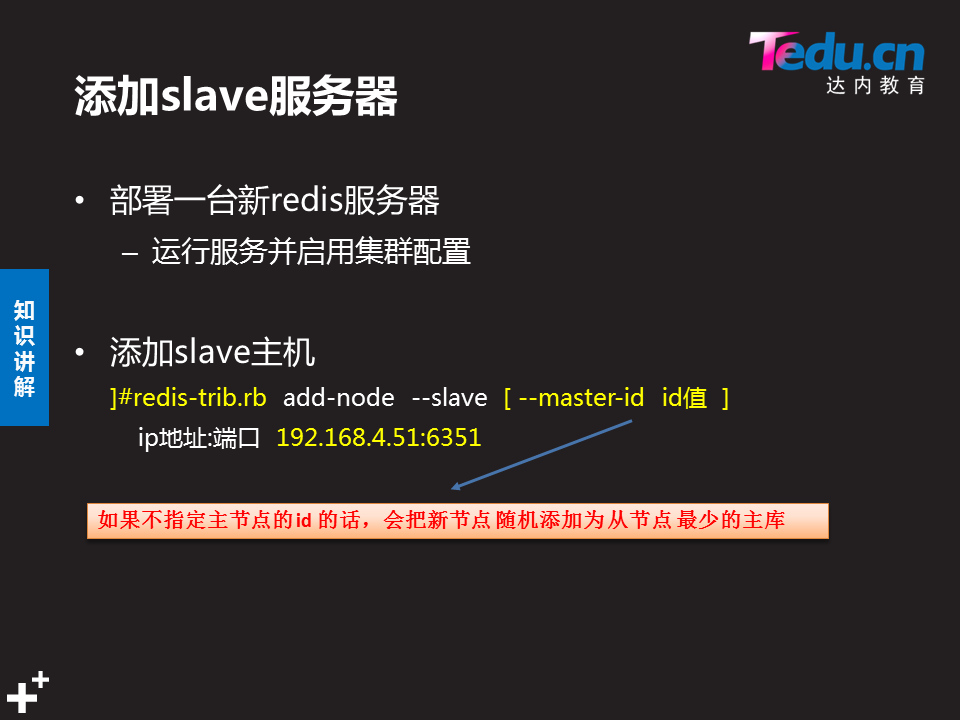 Tedu.cn
达内教育
添加slave服务器
• 部署一台新redis服务器
– 运行服务并启用集群配置
知识讲解
• 添加slave主机
]#redis-trib.rb add-node --slave [ --master-id id值 ]
ip地址:端口 192.168.4.51:6351
如果不指定主节点的id 的话，会把新节点 随机添加为 从节点 最少的主库